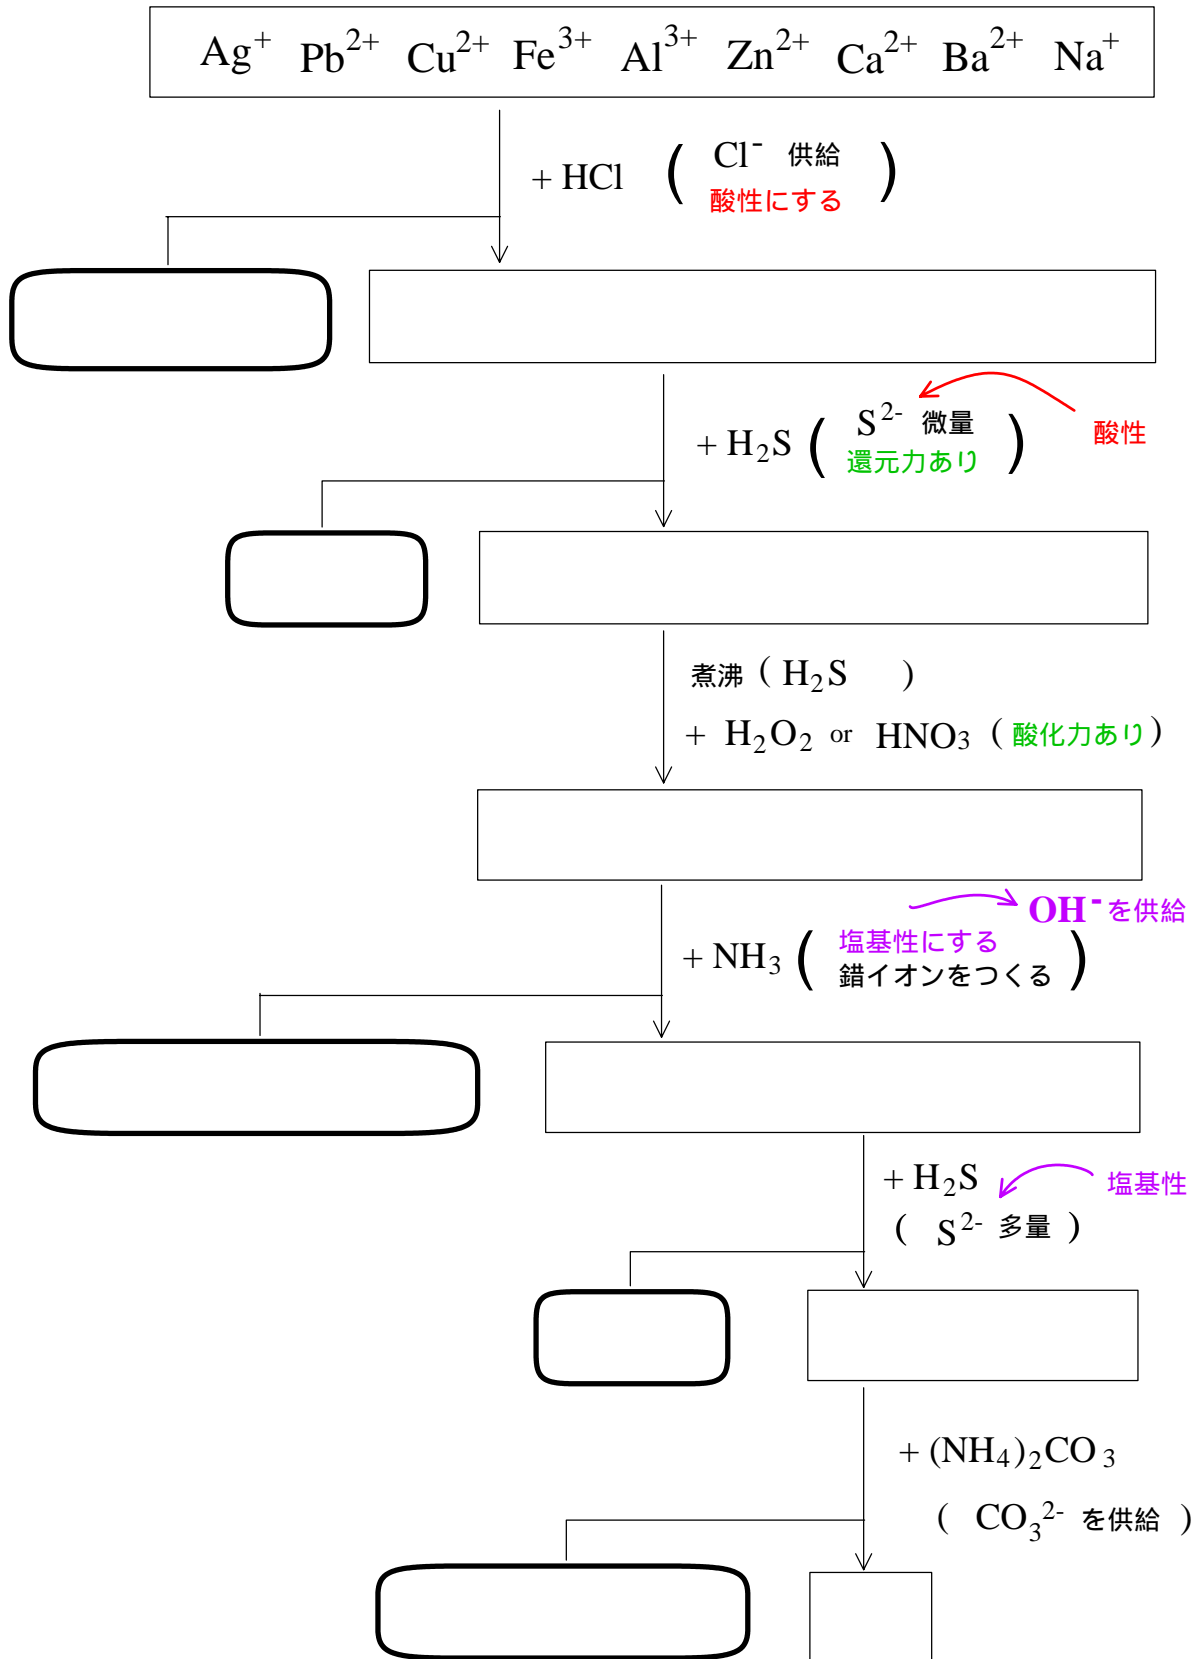 Ag⁺ Pb²⁺ Cu²⁺ Fe³⁺ Al³⁺ Zn²⁺ Ca²⁺ Ba²⁺ Na⁺
+ HCl ( Cl⁻ 供給
酸性にする )
+ H₂S ( S²⁻ 微量
還元力あり )
酸性
煮沸 ( H₂S )
+ H₂O₂ or HNO₃ ( 酸化力あり )
OH⁻を供給
+ NH₃ ( 塩基性にする
錯イオンをつくる )
+ H₂S
塩基性
( S²⁻ 多量 )
+ (NH₄)₂CO₃
( CO₃²⁻ を供給 )